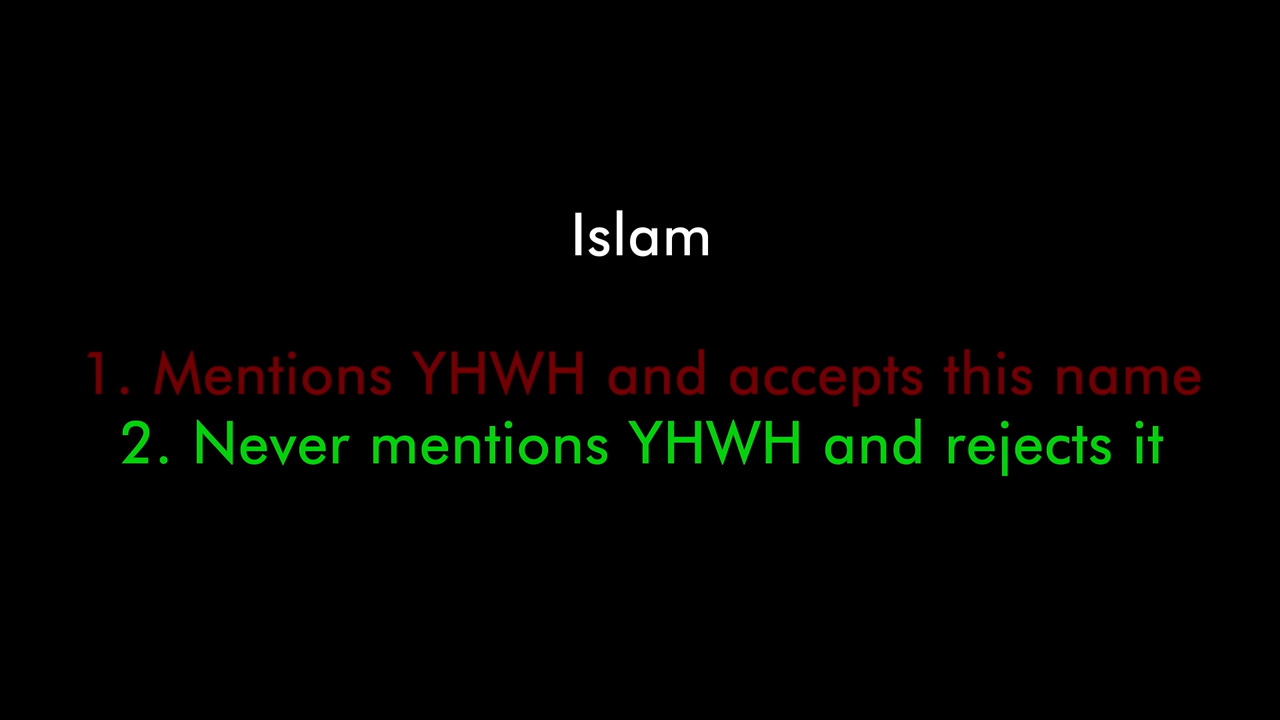 Islam
1. Mentions YHWH and accepts this name
2. Never mentions YHWH and rejects it